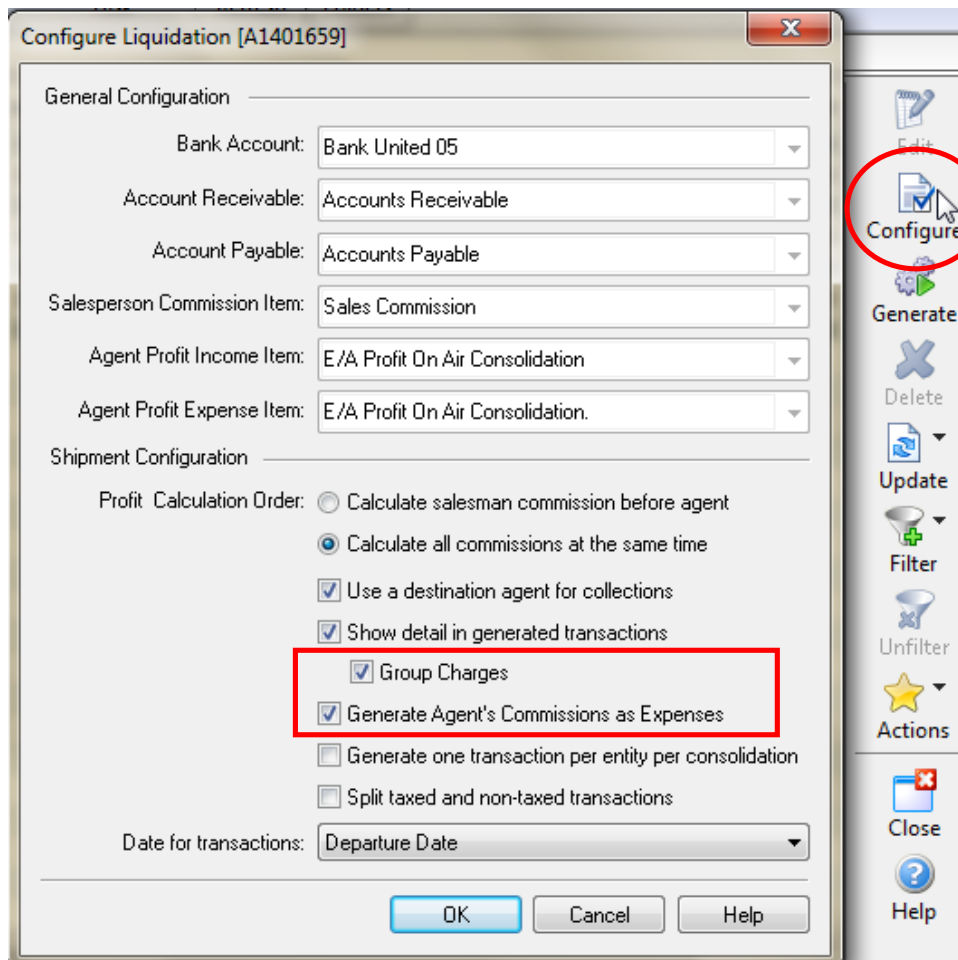 Configure Liquidation [A1401659]
General Configuration
Bank Account: Bank United 05
Account Receivable: Accounts Receivable
Account Payable: Accounts Payable
Salesperson Commission Item: Sales Commission
Agent Profit Income Item: E/A Profit On Air Consolidation
Agent Profit Expense Item: E/A Profit On Air Consolidation.
Shipment Configuration
Profit Calculation Order: Calculate salesman commission before agent
Calculate all commissions at the same time
Use a destination agent for collections
Show detail in generated transactions
Group Charges
Generate Agent's Commissions as Expenses
Generate one transaction per entity per consolidation
Split taxed and non-taxed transactions
Date for transactions: Departure Date
OK Cancel Help
Edit
Configure
Generate
Delete
Update
Filter
Unfilter
Actions
Close
Help